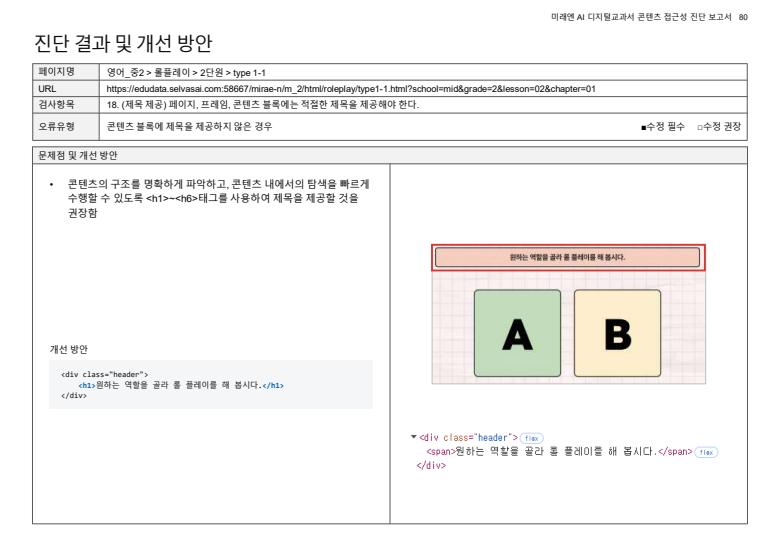 미래엔 AI 디지털교과서 콘텐츠 접근성 진단 보고서 80
진단 결과 및 개선 방안
페이지명 영어_중2 > 롤플레이 > 2단원 > type 1-1
URL https://edudata.selvasai.com:58667/mirae-n/m_2/html/roleplay/type1-1.html?school=mid&grade=2&lesson=02&chapter=01
검사항목 18. (제목 제공) 페이지, 프레임, 콘텐츠 블록에는 적절한 제목을 제공해야 한다.
오류유형 콘텐츠 블록에 제목을 제공하지 않은 경우 ■수정 필수 □수정 권장
문제점 및 개선 방안
• 콘텐츠의 구조를 명확하게 파악하고, 콘텐츠 내에서의 탐색을 빠르게
수행할 수 있도록 <h1>~<h6>태그를 사용하여 제목을 제공할 것을
권장함
개선 방안
<div class="header">
<h1>원하는 역할을 골라 롤 플레이를 해 봅시다.</h1>
</div>
원하는 역할을 골라 롤 플레이를 해 봅시다.
A B
▼<div class="header"> flex
<span>원하는 역할을 골라 롤 플레이를 해 봅시다.</span> flex
</div>